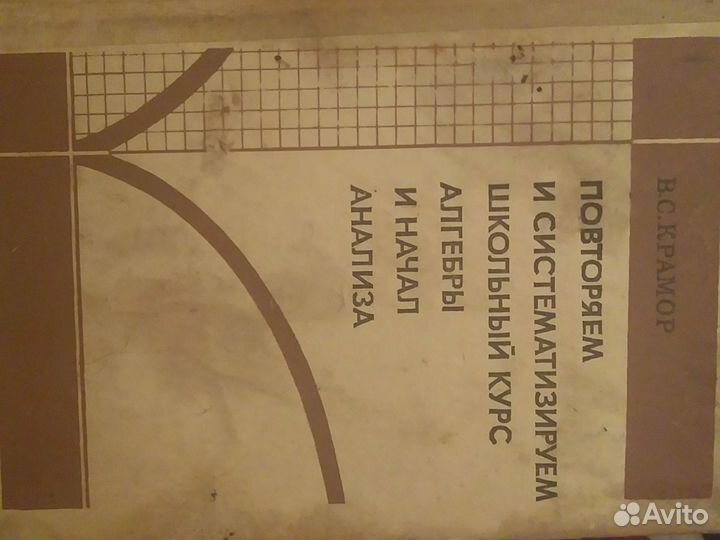 В.С.КРАМОР
ПОВТОРЯЕМ
И СИСТЕМАТИЗИРУЕМ
ШКОЛЬНЫЙ КУРС
АЛГЕБРЫ
И НАЧАЛ
АНАЛИЗА
Avito